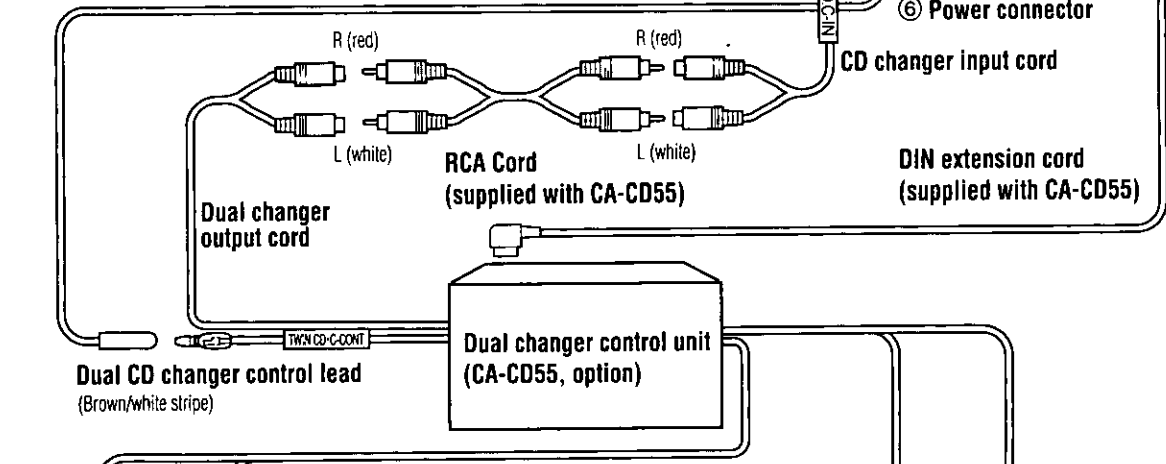 ⑥ Power connector
C-IN
R (red)
R (red)
CD changer input cord
L (white)
L (white)
RCA Cord
(supplied with CA-CD55)
DIN extension cord
(supplied with CA-CD55)
Dual changer
output cord
TWIN CD·C-CONT
Dual changer control unit
(CA-CD55, option)
Dual CD changer control lead
(Brown/white stripe)